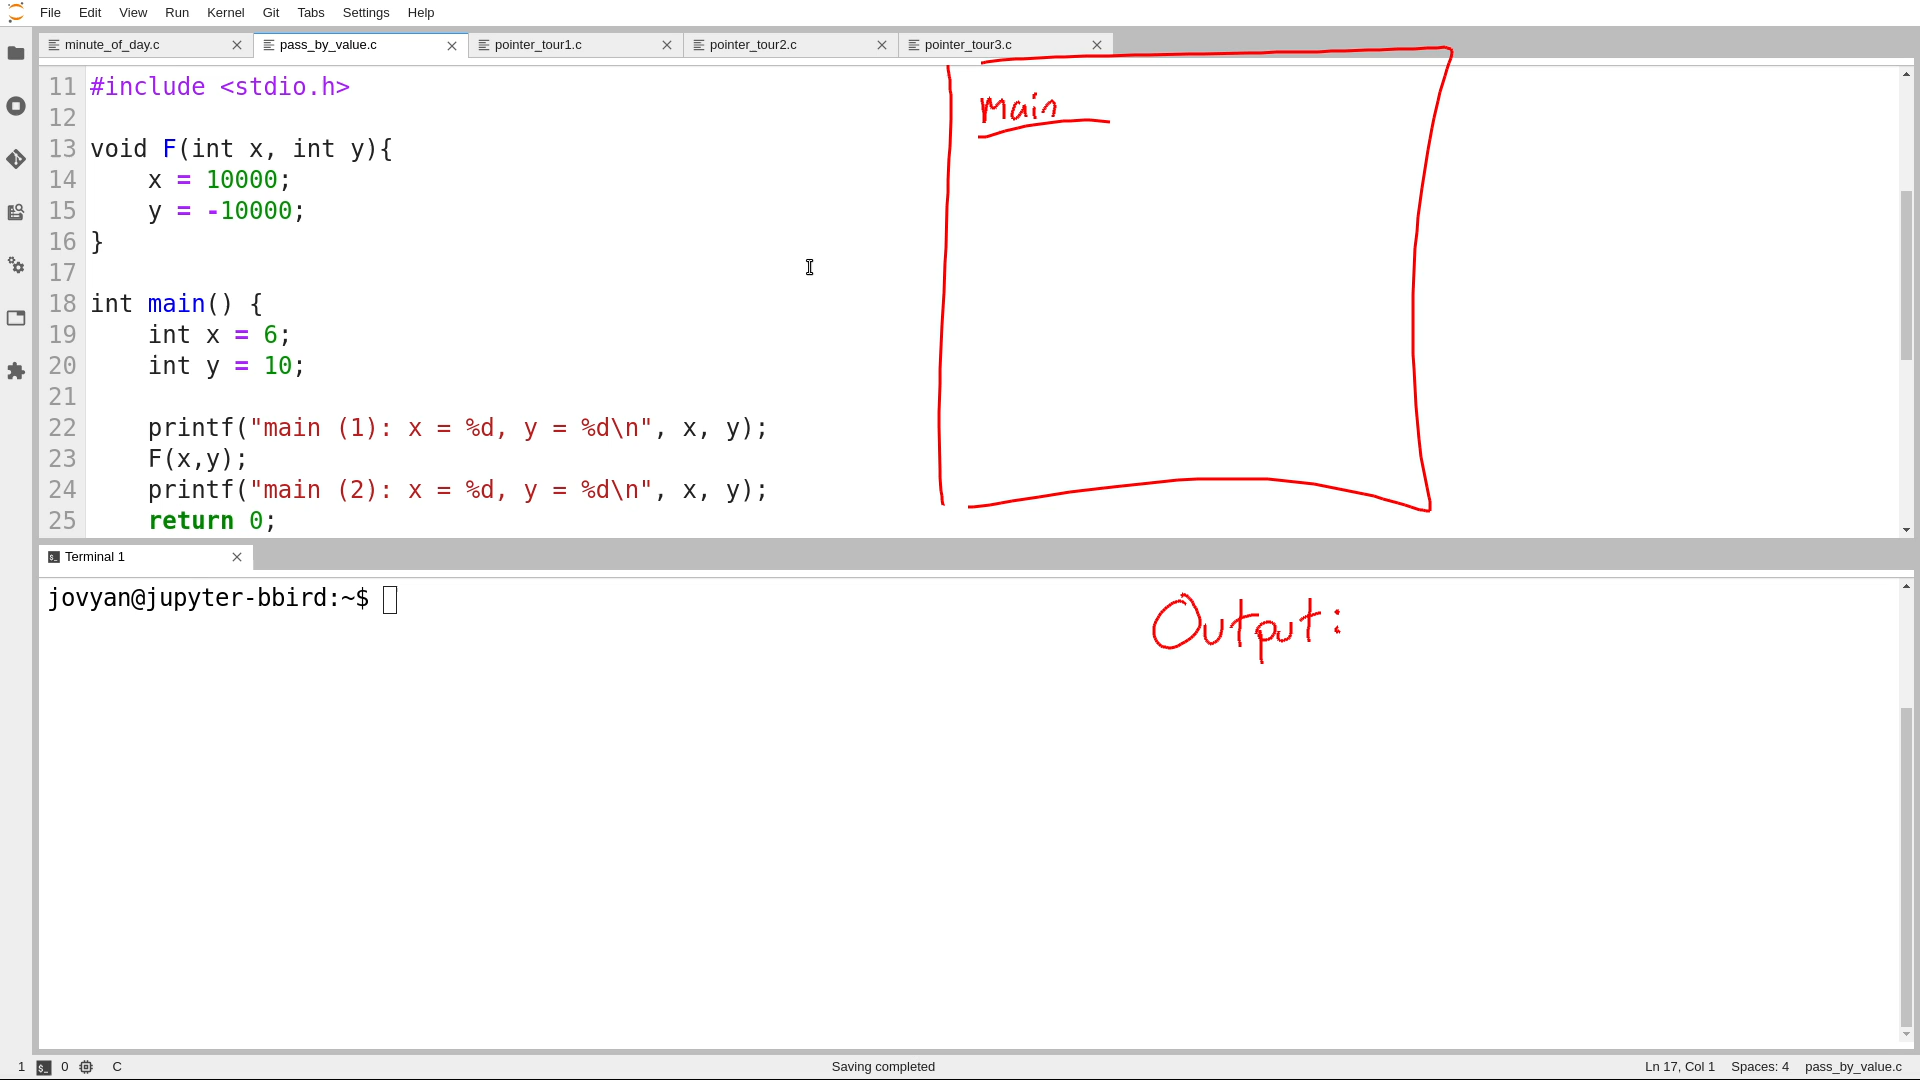 File Edit View Run Kernel Git Tabs Settings Help
minute_of_day.c pass_by_value.c pointer_tour1.c pointer_tour2.c pointer_tour3.c
11 #include <stdio.h>
12
13 void F(int x, int y){
14 x = 10000;
15 y = -10000;
16 }
17
18 int main() {
19 int x = 6;
20 int y = 10;
21
22 printf("main (1): x = %d, y = %d\n", x, y);
23 F(x,y);
24 printf("main (2): x = %d, y = %d\n", x, y);
25 return 0;
main
Terminal 1
jovyan@jupyter-bbird:~$
Output:
1 $_ 0 C Saving completed Ln 17, Col 1 Spaces: 4 pass_by_value.c